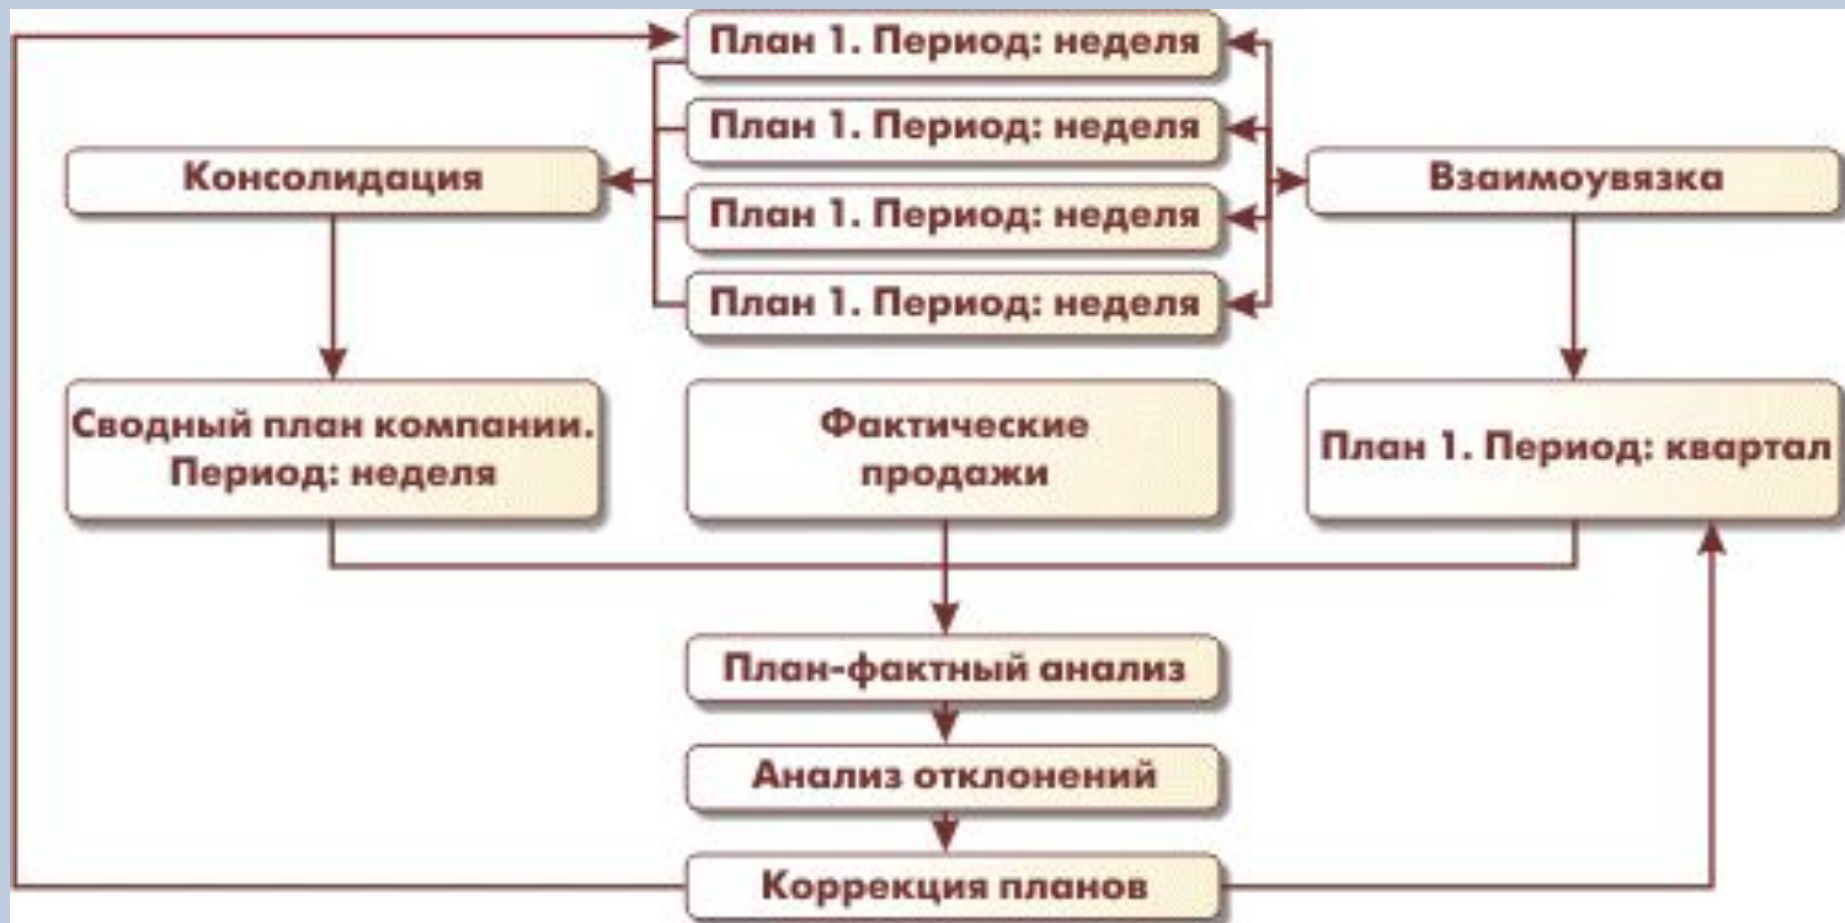 План 1. Период: неделя
План 1. Период: неделя
Консолидация
Взаимоувязка
План 1. Период: неделя
План 1. Период: неделя
Сводный план компании.
Период: неделя
Фактические
продажи
План 1. Период: квартал
План-фактный анализ
Анализ отклонений
Коррекция планов